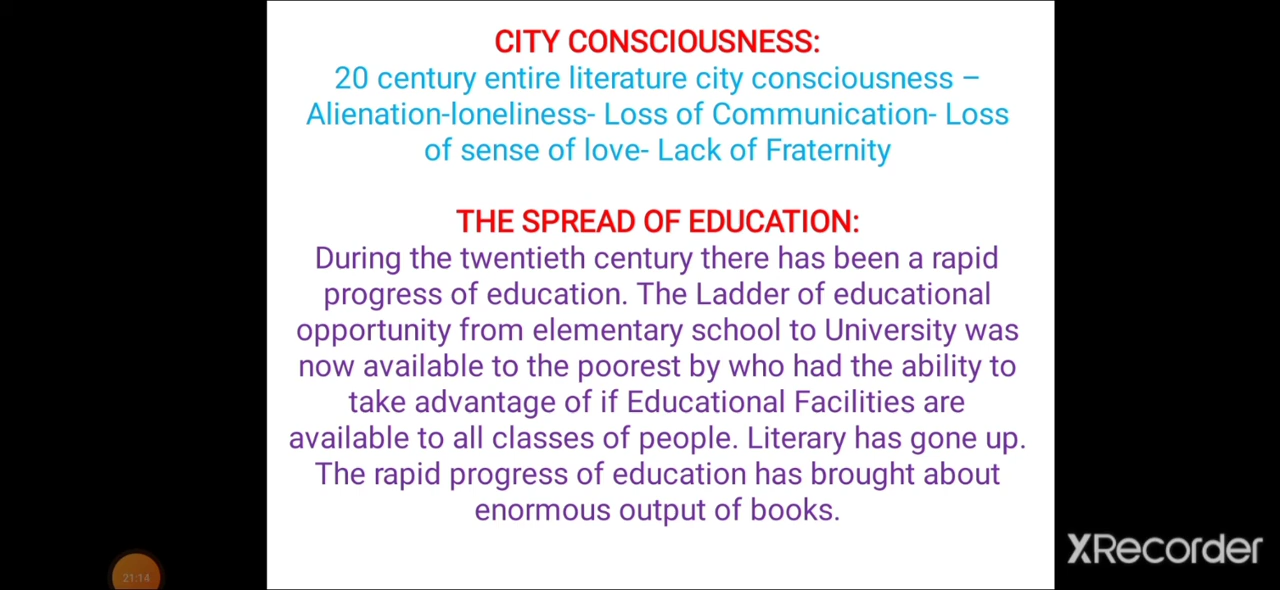 CITY CONSCIOUSNESS:
20 century entire literature city consciousness –
Alienation-loneliness- Loss of Communication- Loss
of sense of love- Lack of Fraternity
THE SPREAD OF EDUCATION:
During the twentieth century there has been a rapid
progress of education. The Ladder of educational
opportunity from elementary school to University was
now available to the poorest by who had the ability to
take advantage of if Educational Facilities are
available to all classes of people. Literary has gone up.
The rapid progress of education has brought about
enormous output of books.
XRecorder
21:14